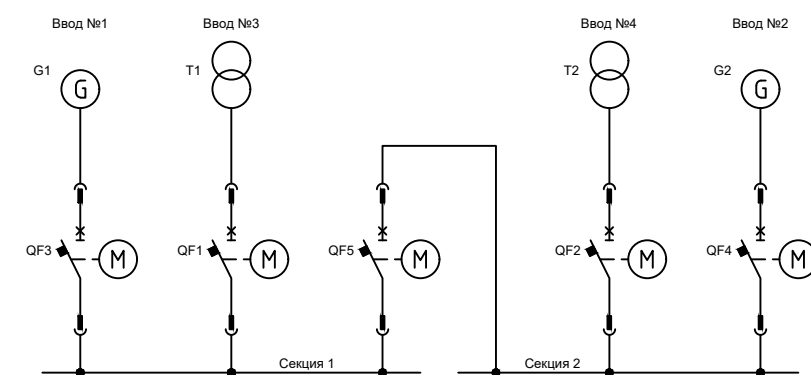 Ввод №1
Ввод №3
Ввод №4
Ввод №2
G1
G
T1
T2
G2
G
QF3
M
QF1
M
QF5
M
QF2
M
QF4
M
Секция 1
Секция 2